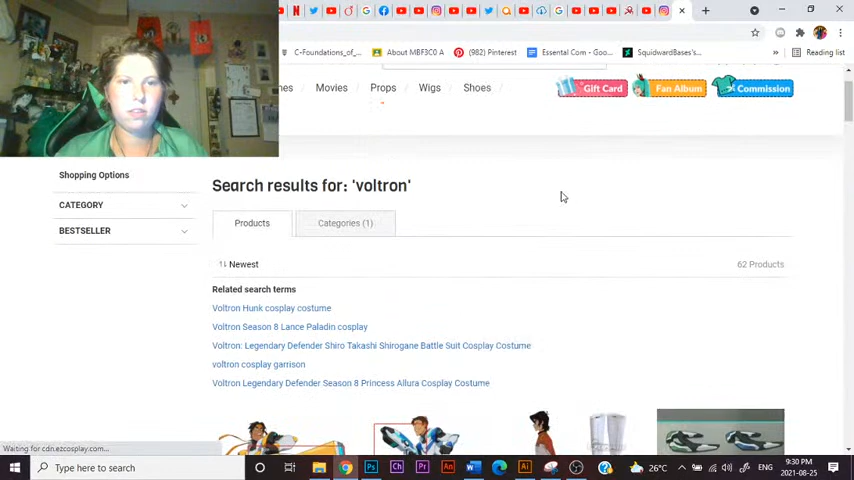 C-Foundations_of_...
About MBF3C0 A
(982) Pinterest
Essental Com - Goo...
SquidwardBases's...
»
Reading list
nes / Movies / Props / Wigs / Shoes /
Gift Card
Fan Album
Commission
Shopping Options
CATEGORY
BESTSELLER
Search results for: 'voltron'
Products
Categories (1)
Newest
62 Products
Related search terms
Voltron Hunk cosplay costume
Voltron Season 8 Lance Paladin cosplay
Voltron: Legendary Defender Shiro Takashi Shirogane Battle Suit Cosplay Costume
voltron cosplay garrison
Voltron Legendary Defender Season 8 Princess Allura Cosplay Costume
Waiting for cdn.ezcosplay.com...
Type here to search
26°C
ENG
9:30 PM
2021-08-25